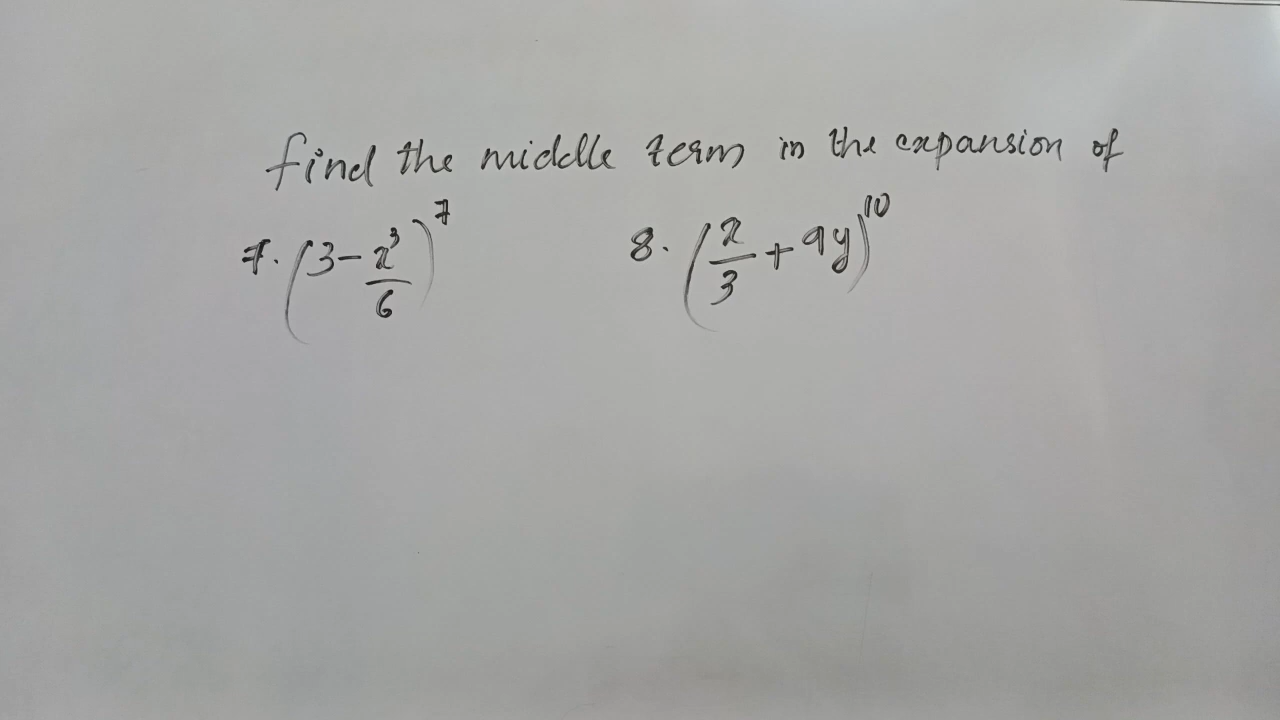 find the middle term in the expansion of
7. (3 - x³/6)⁷ 8. (x/3 + 9y)¹⁰